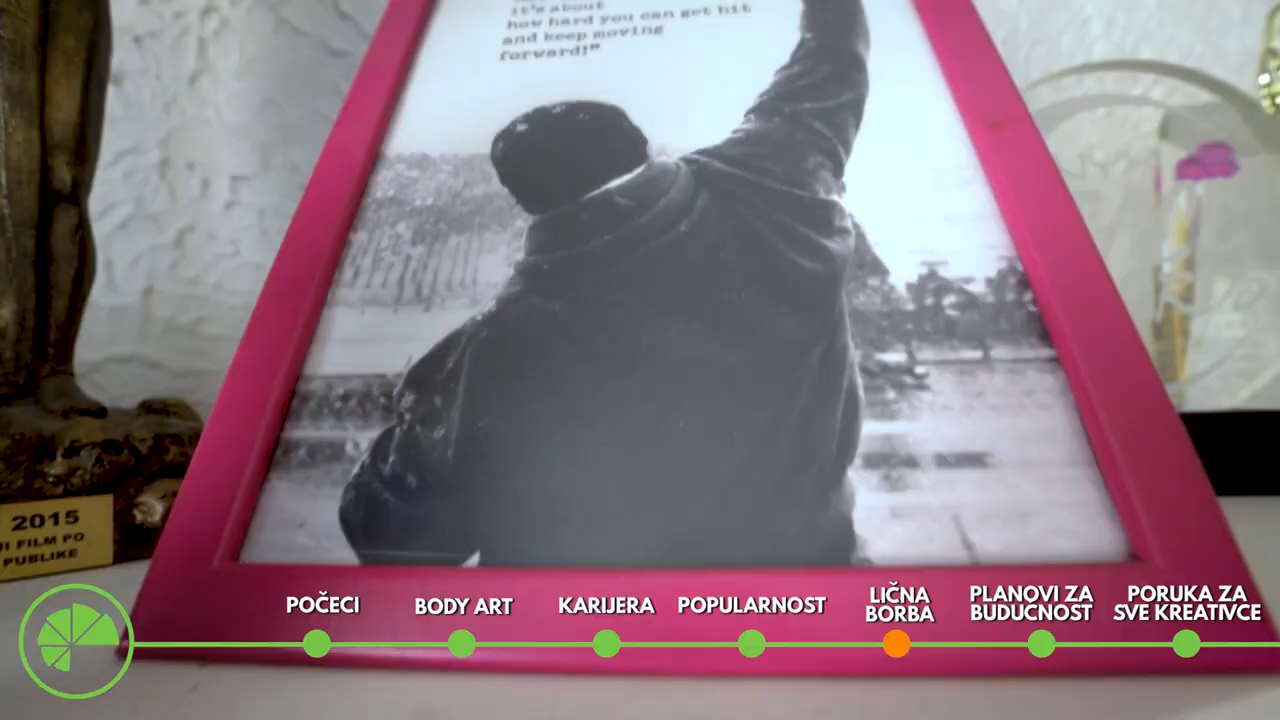 it's about
how hard you can get hit
and keep moving
forward!"
2015
JI FILM PO
PUBLIKE
POČECI
BODY ART
KARIJERA
POPULARNOST
LIČNA
BORBA
PLANOVI ZA
BUDUĆNOST
PORUKA ZA
SVE KREATIVCE